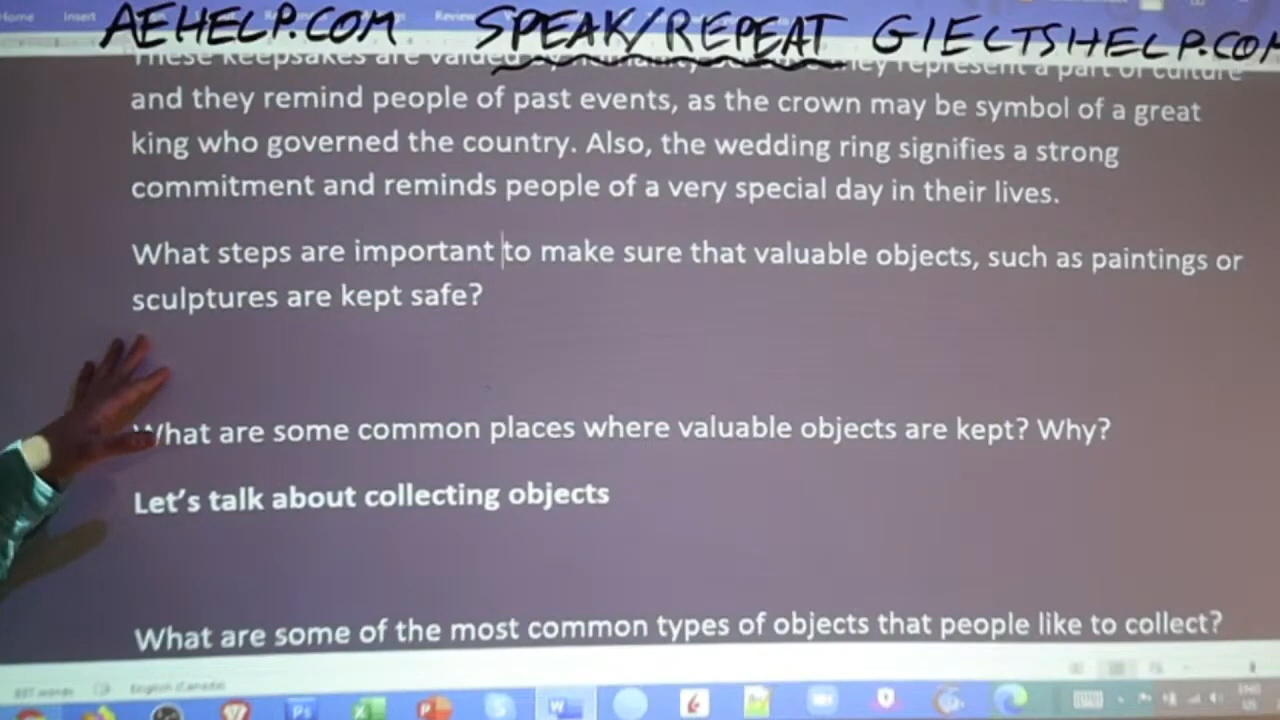 Home Insert Review
AEHELP.COM SPEAK/REPEAT GIELTSHELP.COM
These keepsakes are valued they represent a part of culture
and they remind people of past events, as the crown may be symbol of a great
king who governed the country. Also, the wedding ring signifies a strong
commitment and reminds people of a very special day in their lives.
What steps are important to make sure that valuable objects, such as paintings or
sculptures are kept safe?
What are some common places where valuable objects are kept? Why?
Let's talk about collecting objects
What are some of the most common types of objects that people like to collect?
words English (Canada)